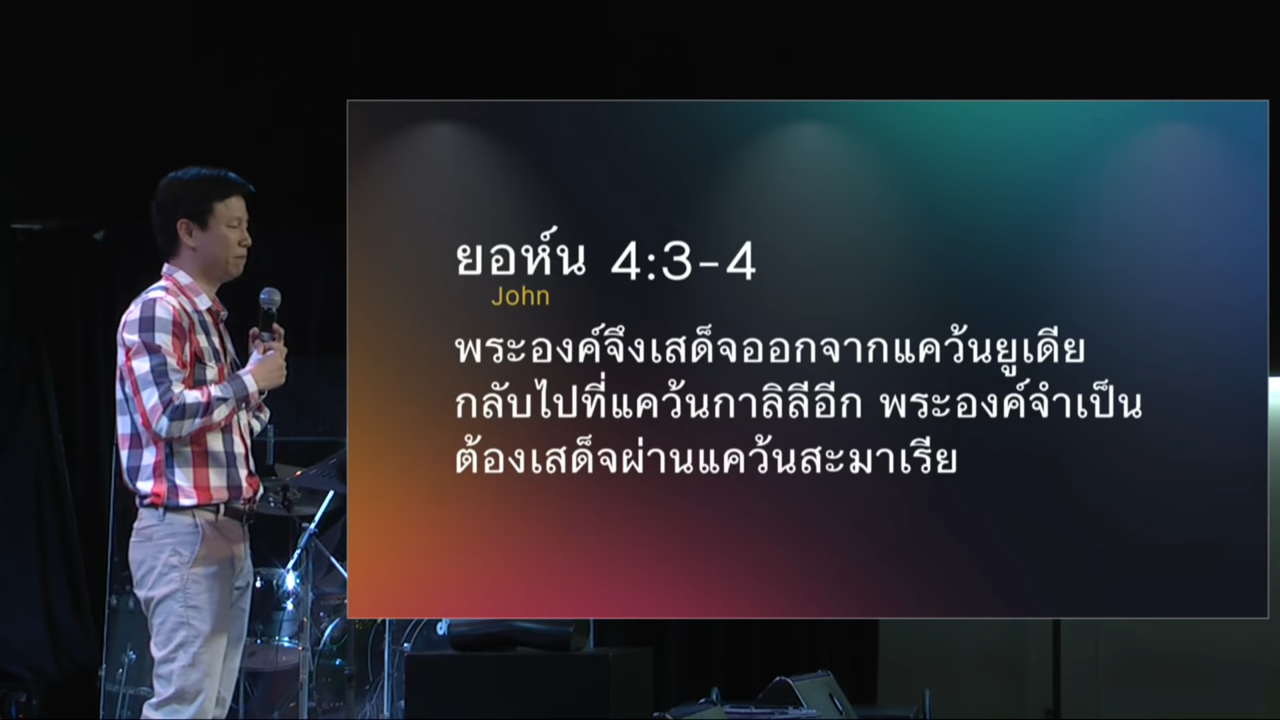 ยอห์น 4:3-4
John
พระองค์จึงเสด็จออกจากแคว้นยูเดีย
กลับไปที่แคว้นกาลิลีอีก พระองค์จำเป็น
ต้องเสด็จผ่านแคว้นสะมาเรีย